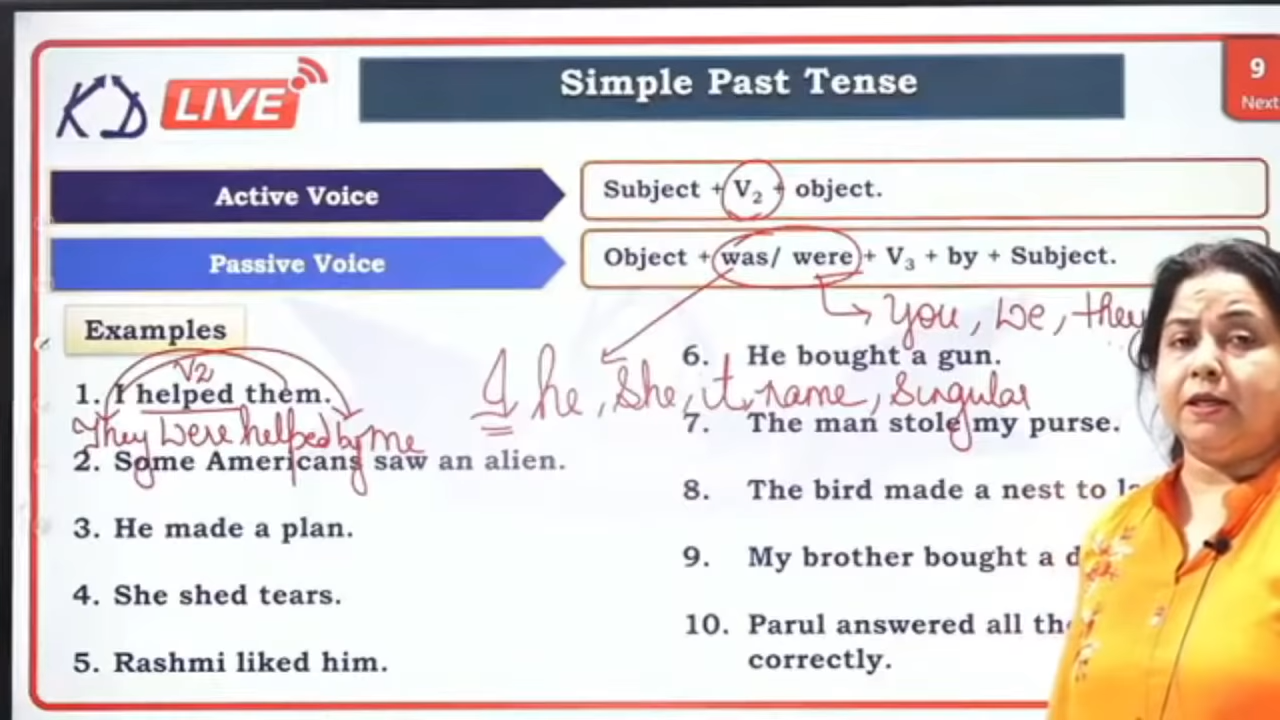 KD LIVE
Simple Past Tense
9
Next
Active Voice
Subject + V₂ + object.
Passive Voice
Object + was/ were + V₃ + by + Subject.
Examples
You, we, they
I he, she, it, name, Singular
V2
1. I helped them.
They were helped by me
2. Some Americans saw an alien.
3. He made a plan.
4. She shed tears.
5. Rashmi liked him.
6. He bought a gun.
7. The man stole my purse.
8. The bird made a nest to
9. My brother bought a
10. Parul answered all
correctly.